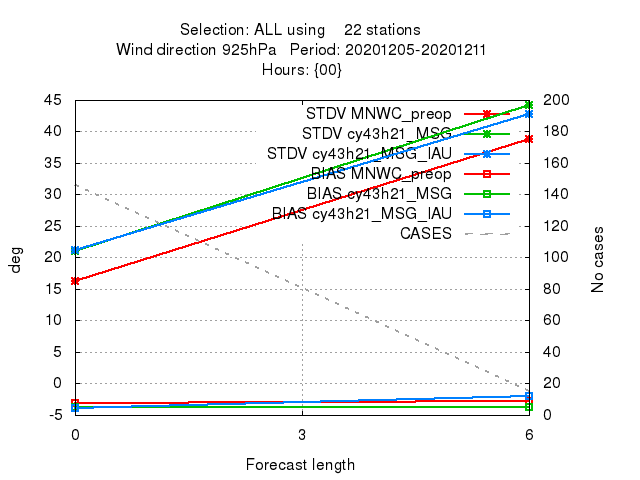 Selection: ALL using    22 stations
Wind direction 925hPa   Period: 20201205-20201211
Hours: {00}
45
40
35
30
25
20
15
10
5
0
-5
deg
STDV MNWC_preop
STDV cy43h21_MSG
STDV cy43h21_MSG_IAU
BIAS MNWC_preop
BIAS cy43h21_MSG
BIAS cy43h21_MSG_IAU
CASES
200
180
160
140
120
100
80
60
40
20
0
No cases
0 3 6
Forecast length